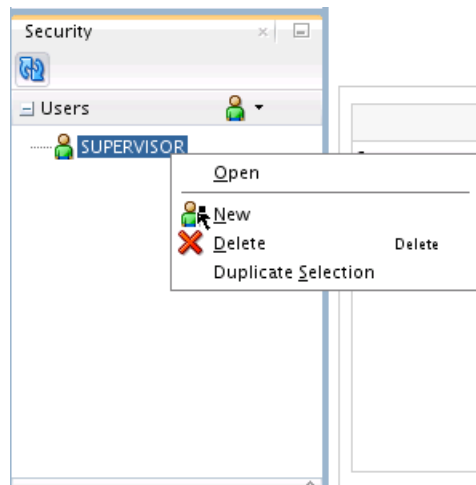 Security
Users
SUPERVISOR
Open
New
Delete Delete
Duplicate Selection